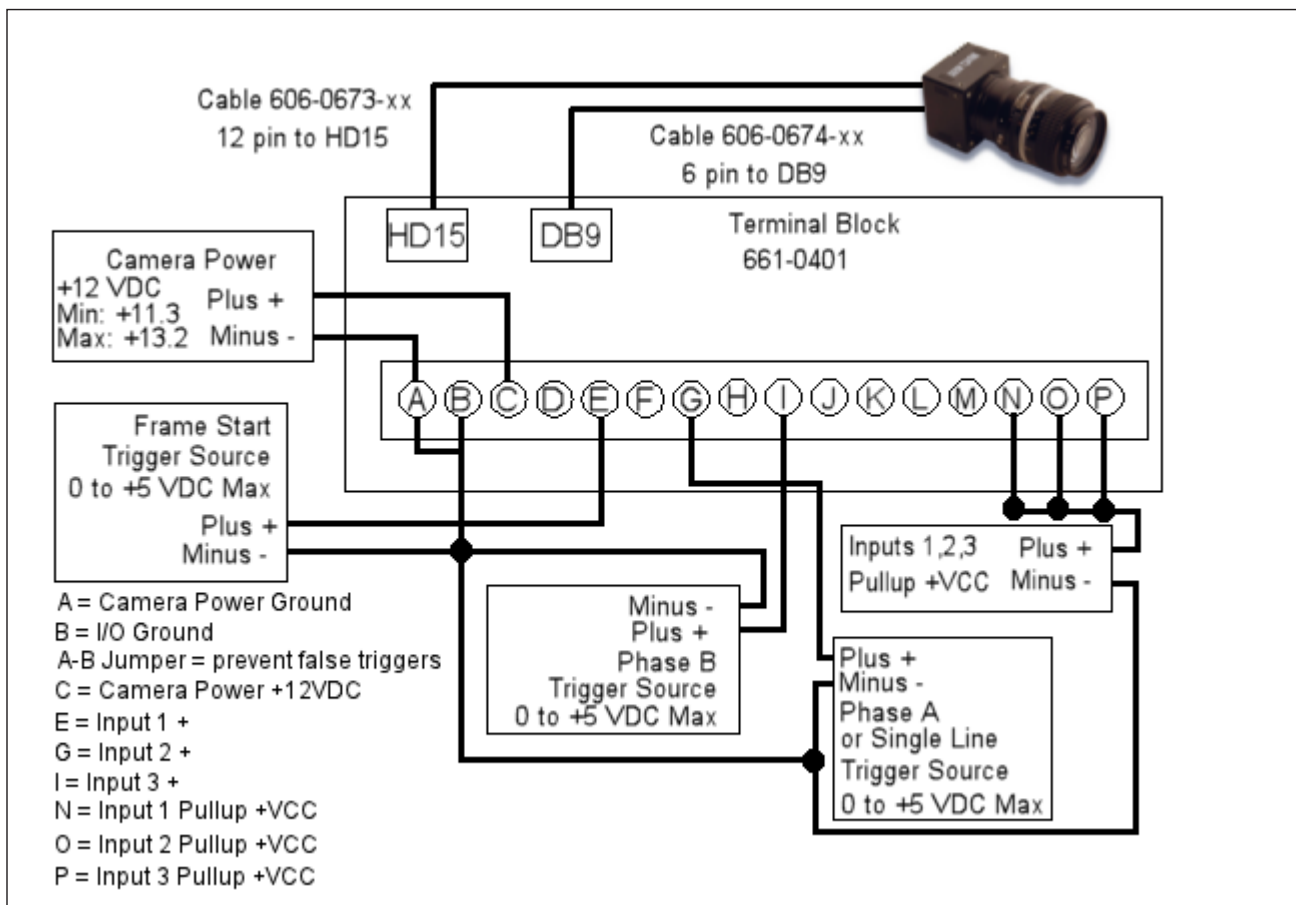 Cable 606-0673-xx
12 pin to HD15
Cable 606-0674-xx
6 pin to DB9
HD15
DB9
Terminal Block
661-0401
Camera Power
+12 VDC
Min: +11.3
Max: +13.2
Plus +
Minus -
A B C D E F G H I J K L M N O P
Frame Start
Trigger Source
0 to +5 VDC Max
Plus +
Minus -
Inputs 1,2,3
Pullup +VCC
Plus +
Minus -
Minus -
Plus +
Phase B
Trigger Source
0 to +5 VDC Max
Plus +
Minus -
Phase A
or Single Line
Trigger Source
0 to +5 VDC Max
A = Camera Power Ground
B = I/O Ground
A-B Jumper = prevent false triggers
C = Camera Power +12VDC
E = Input 1 +
G = Input 2 +
I = Input 3 +
N = Input 1 Pullup +VCC
O = Input 2 Pullup +VCC
P = Input 3 Pullup +VCC